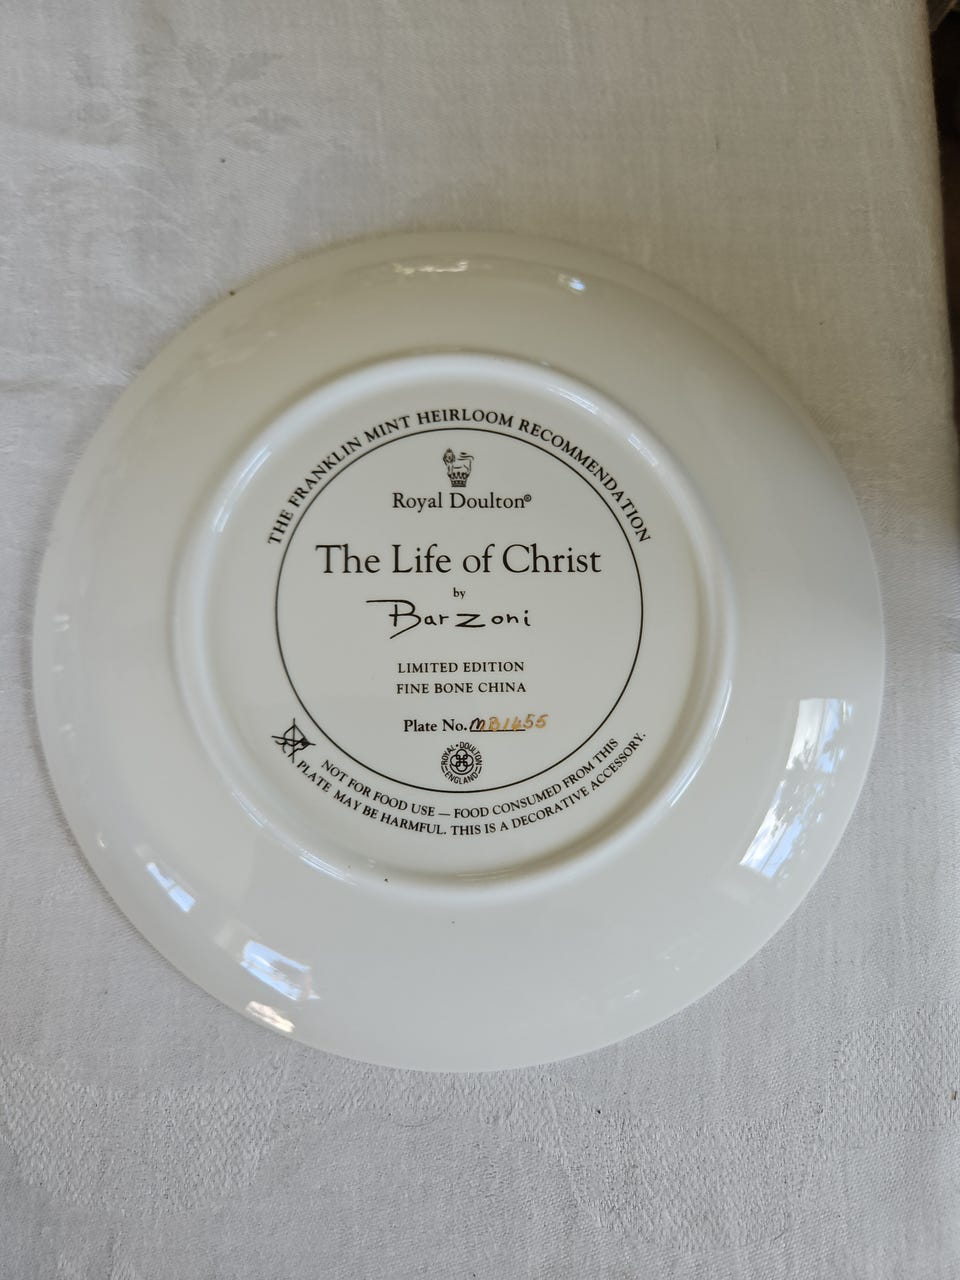 THE FRANKLIN MINT HEIRLOOM RECOMMENDATION
Royal Doulton®
The Life of Christ
by
Barzoni
LIMITED EDITION
FINE BONE CHINA
Plate No. MB1455
ROYAL • DOULTON
ENGLAND
NOT FOR FOOD USE — FOOD CONSUMED FROM THIS
PLATE MAY BE HARMFUL. THIS IS A DECORATIVE ACCESSORY.